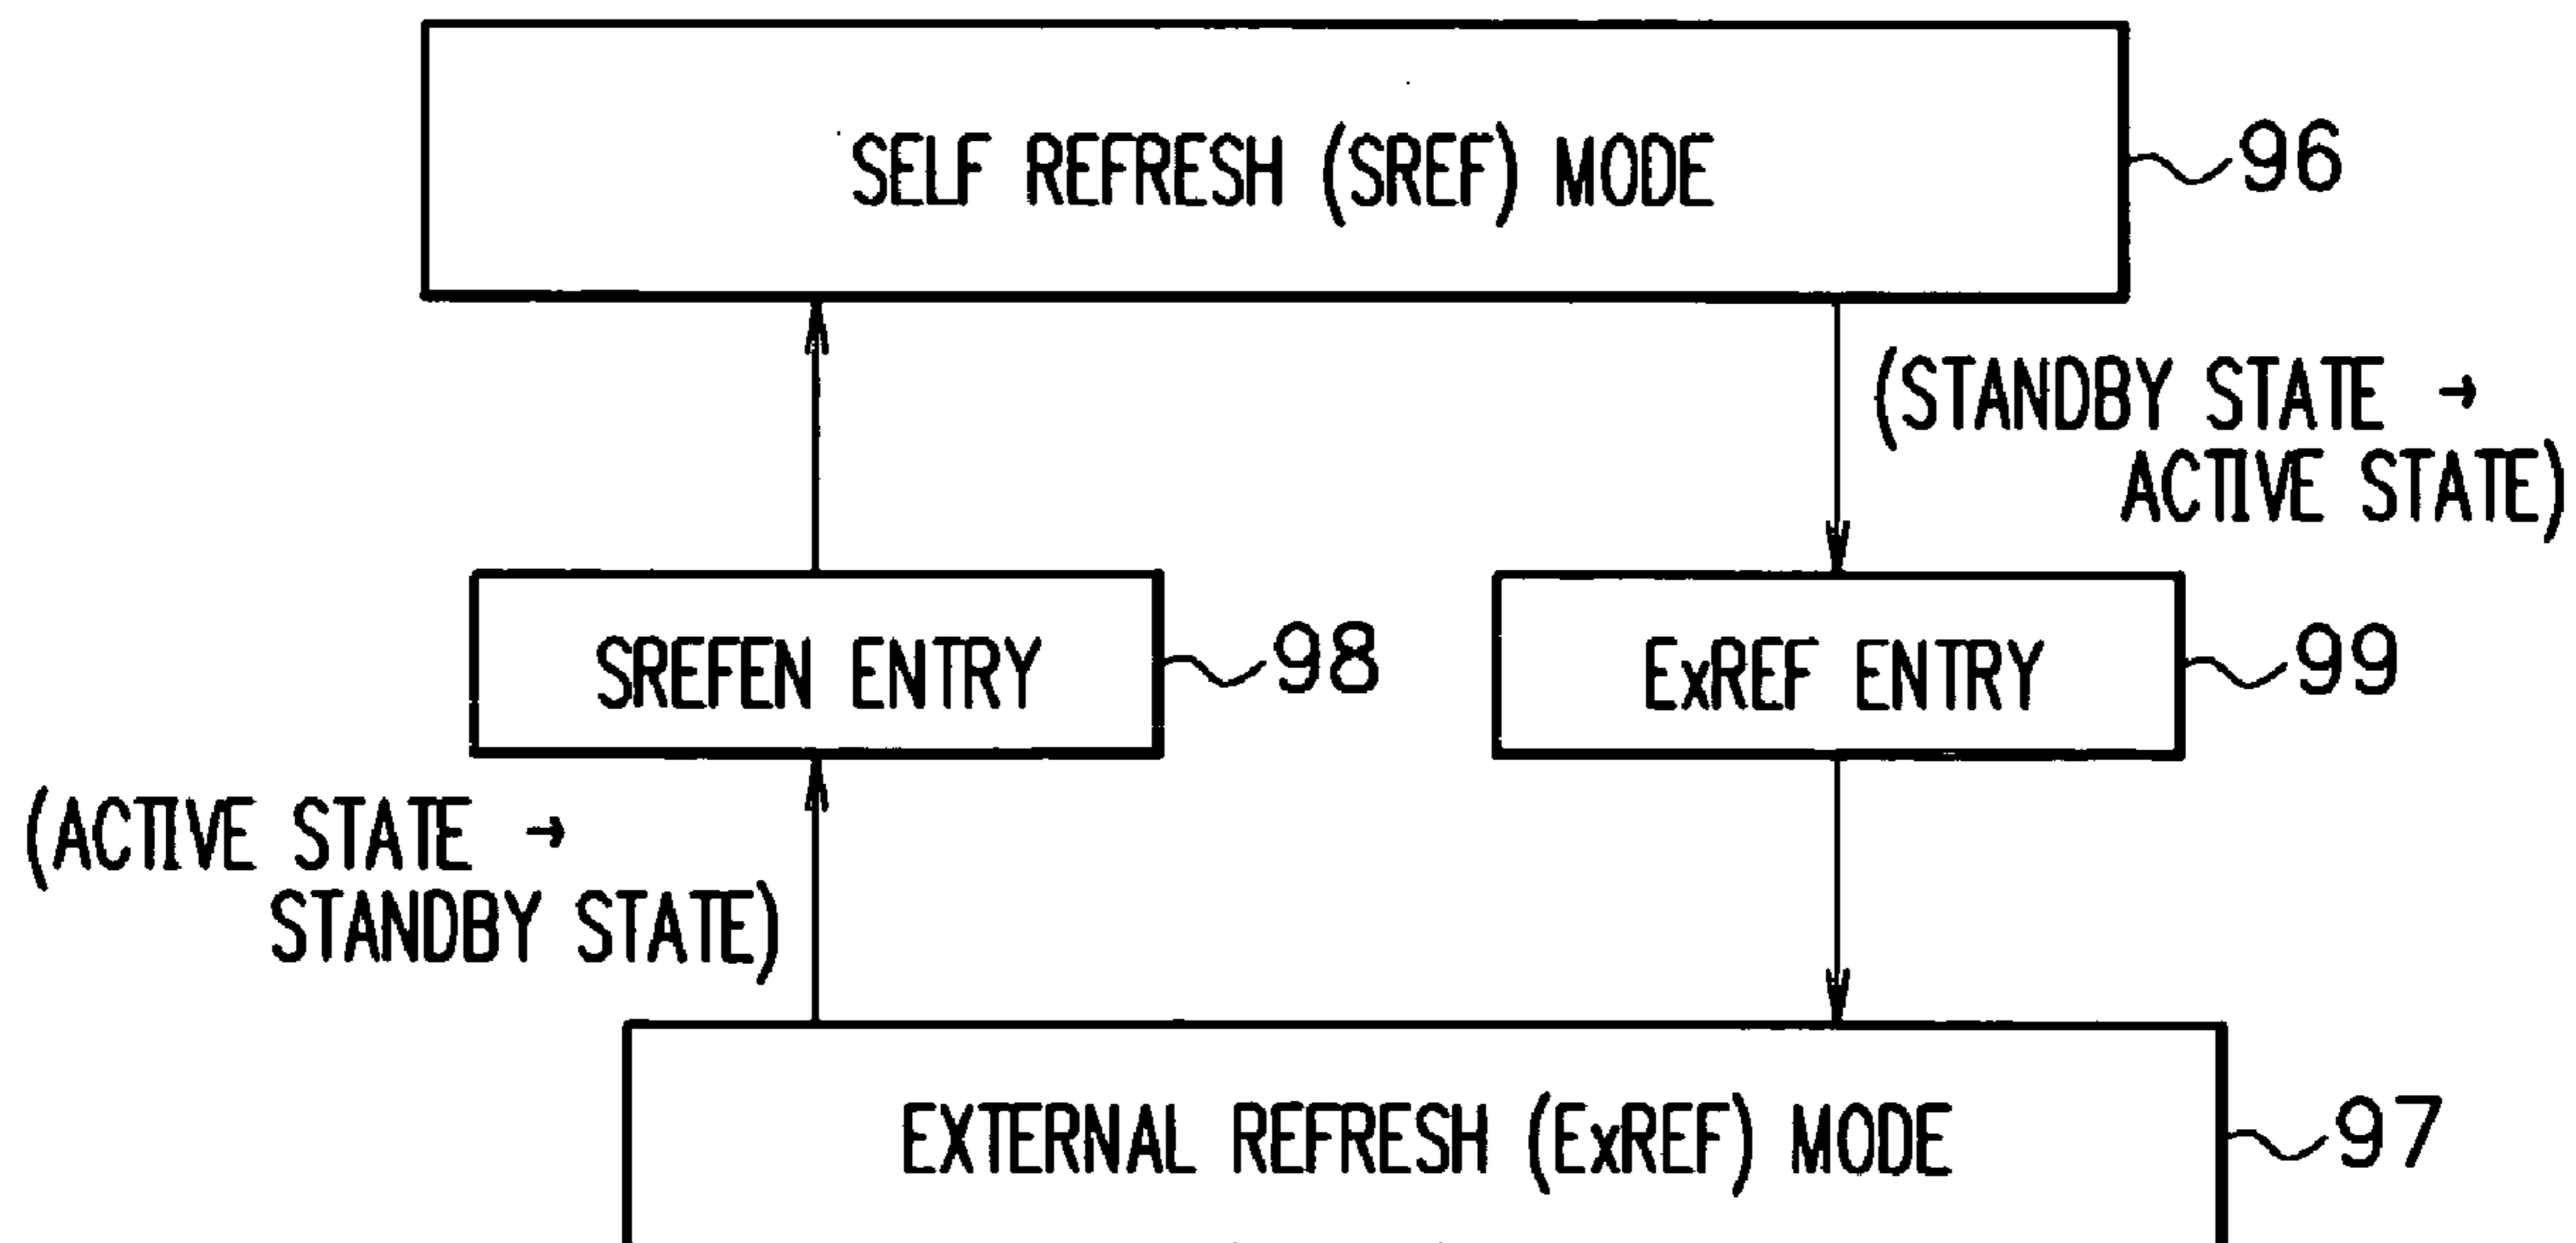 SELF REFRESH (SREF) MODE
96
(STANDBY STATE →
ACTIVE STATE)
SREFEN ENTRY
98
ExREF ENTRY
99
(ACTIVE STATE →
STANDBY STATE)
EXTERNAL REFRESH (ExREF) MODE
97